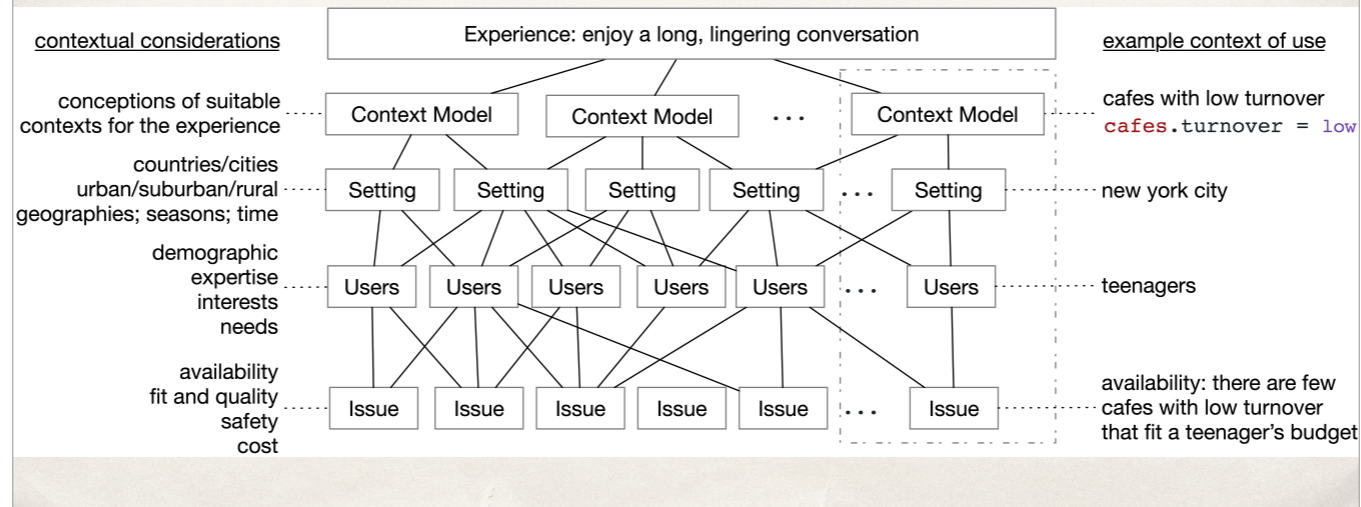 contextual considerations
Experience: enjoy a long, lingering conversation
example context of use
conceptions of suitable
contexts for the experience
Context Model
Context Model
...
Context Model
cafes with low turnover
cafes.turnover = low
countries/cities
urban/suburban/rural
geographies; seasons; time
Setting
Setting
Setting
Setting
...
Setting
new york city
demographic
expertise
interests
needs
Users
Users
Users
Users
Users
...
Users
teenagers
availability
fit and quality
safety
cost
Issue
Issue
Issue
Issue
Issue
...
Issue
availability: there are few
cafes with low turnover
that fit a teenager's budget